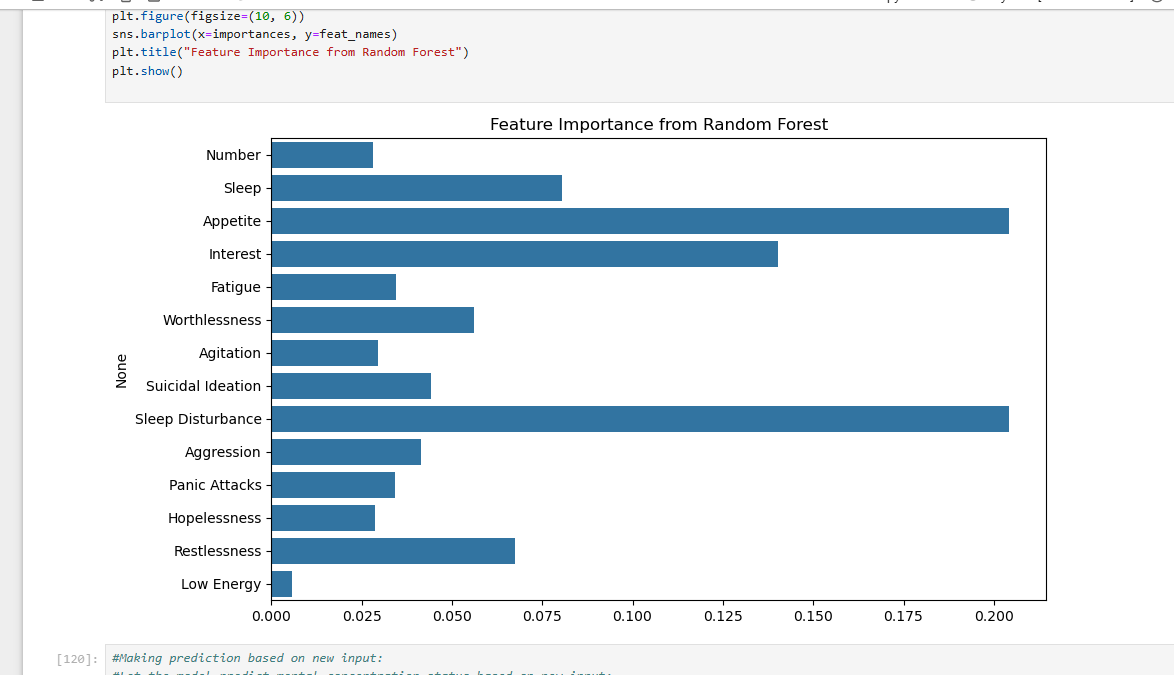 plt.figure(figsize=(10, 6))
sns.barplot(x=importances, y=feat_names)
plt.title("Feature Importance from Random Forest")
plt.show()
Feature Importance from Random Forest
Number
Sleep
Appetite
Interest
Fatigue
Worthlessness
Agitation
None
Suicidal Ideation
Sleep Disturbance
Aggression
Panic Attacks
Hopelessness
Restlessness
Low Energy
0.000 0.025 0.050 0.075 0.100 0.125 0.150 0.175 0.200
[120]: #Making prediction based on new input: